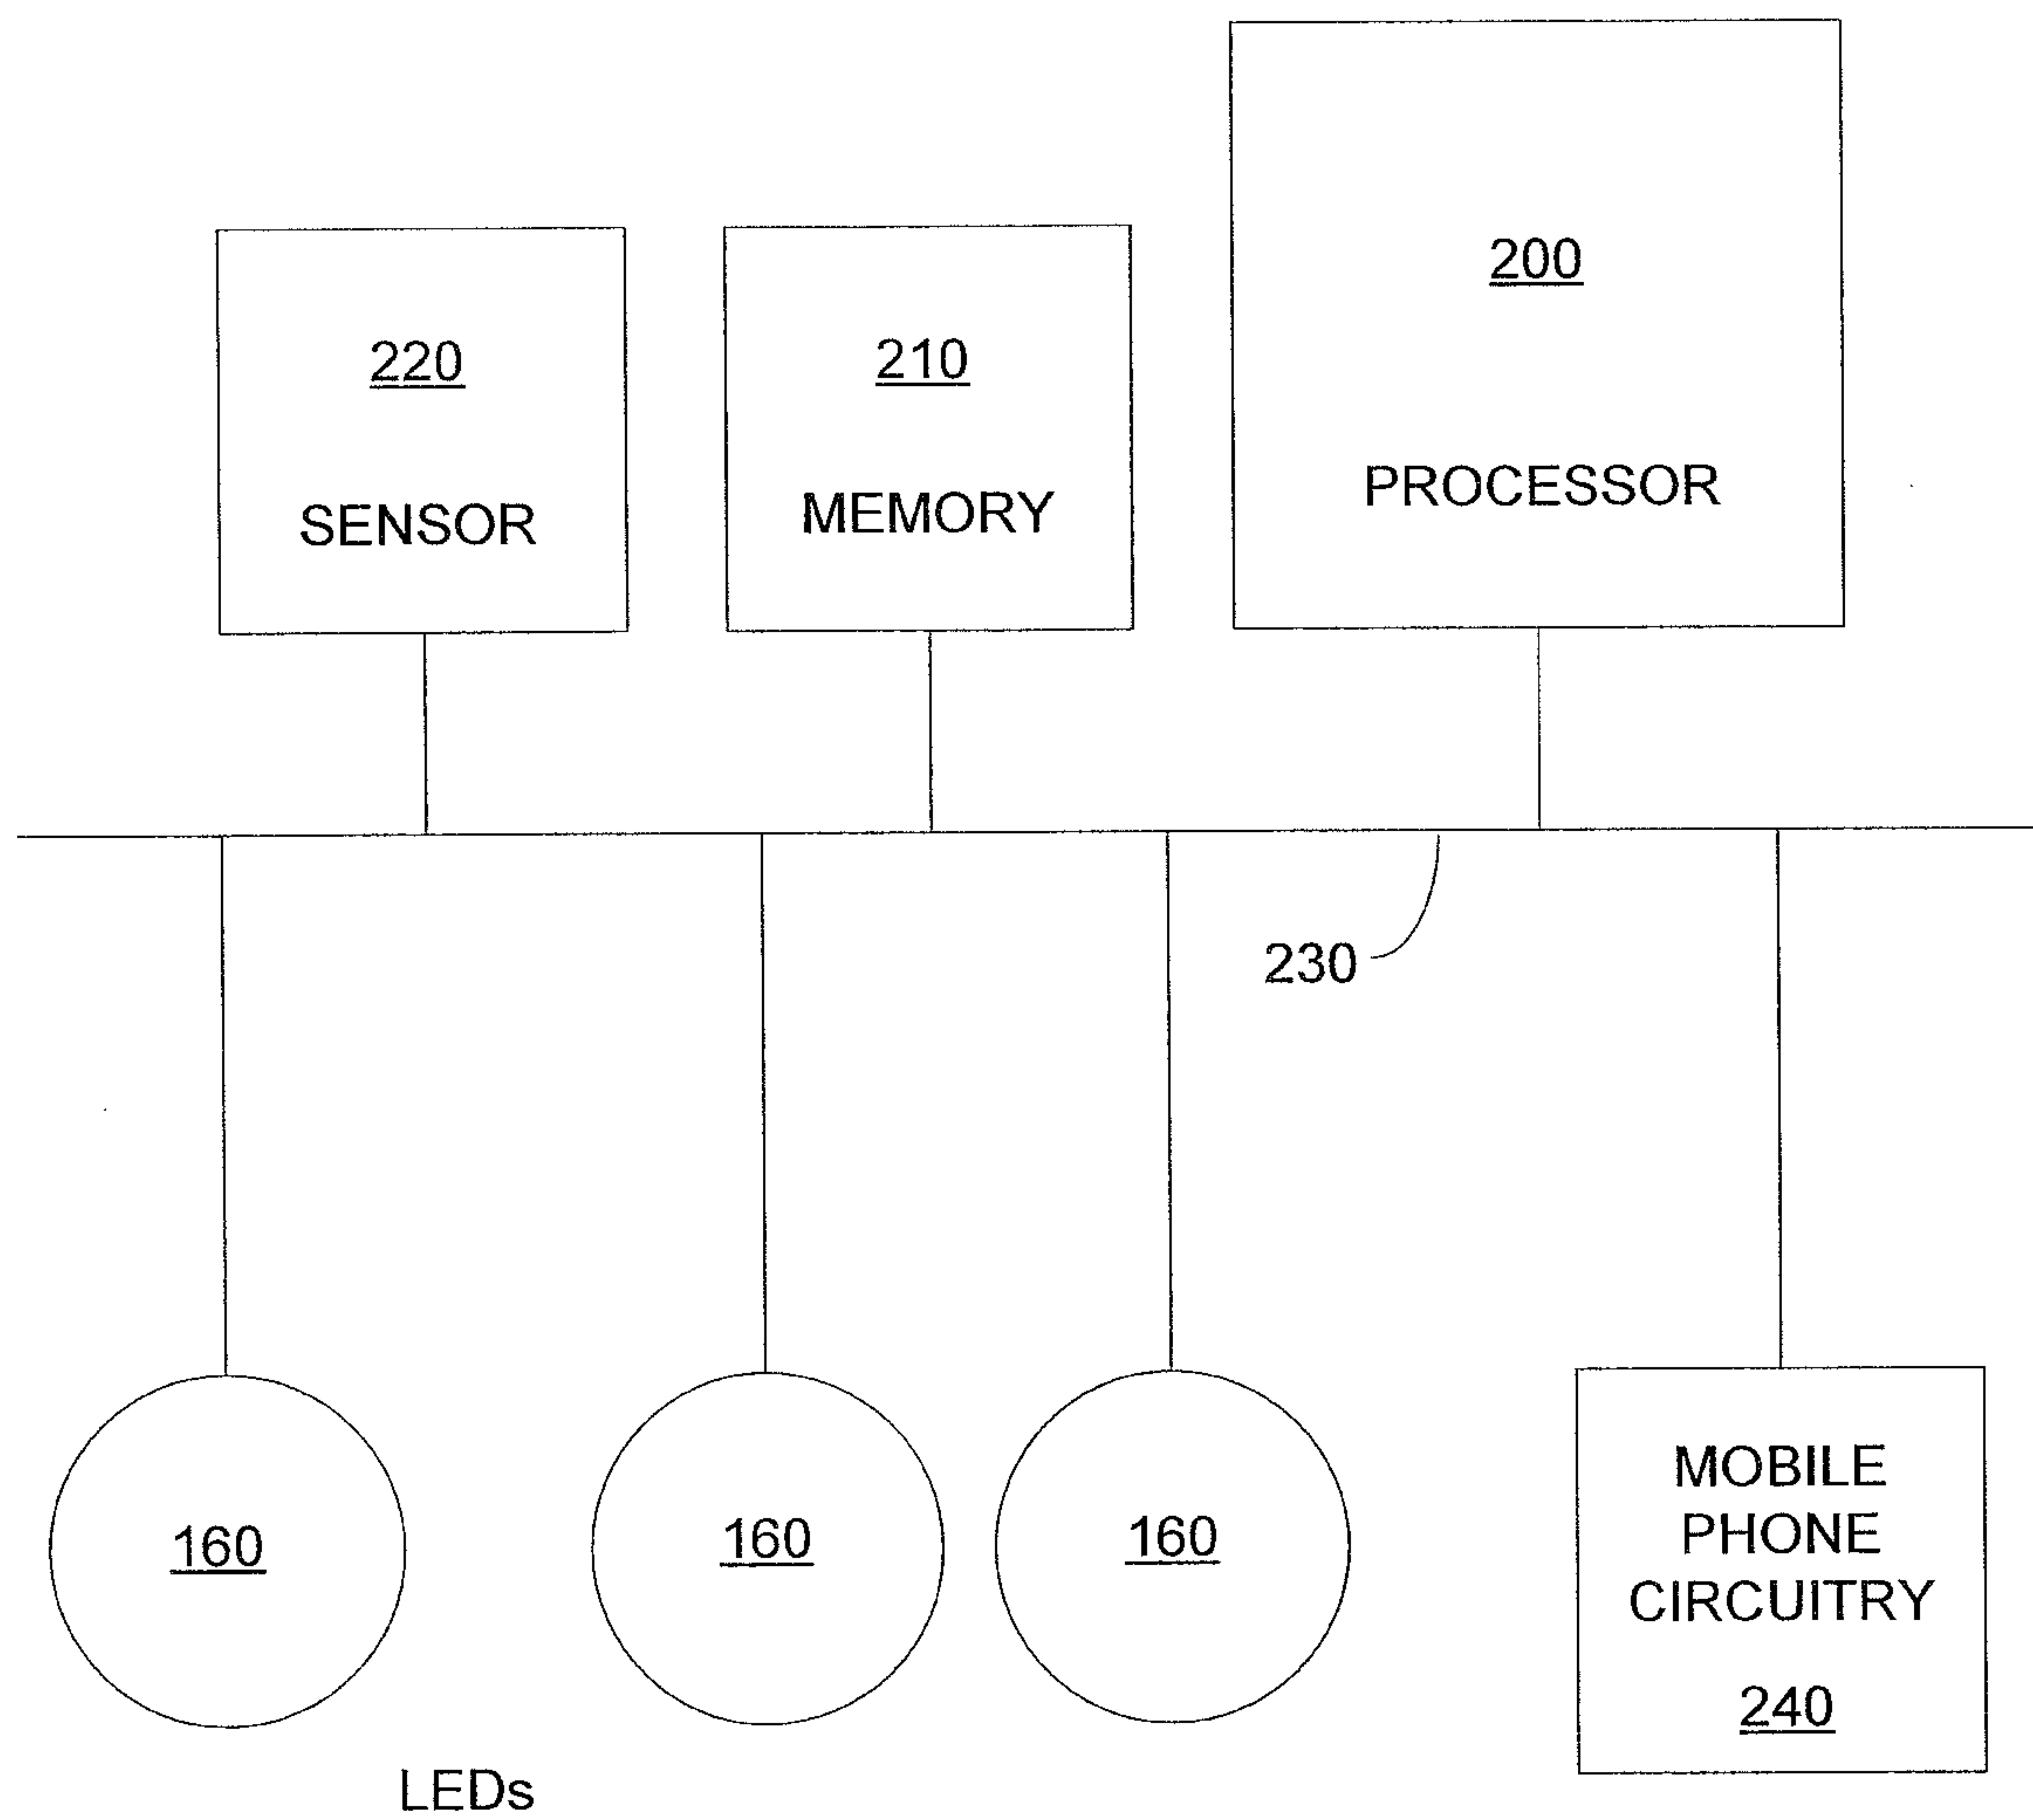 200
PROCESSOR
220
SENSOR
210
MEMORY
230
160
160
160
LEDs
MOBILE
PHONE
CIRCUITRY
240